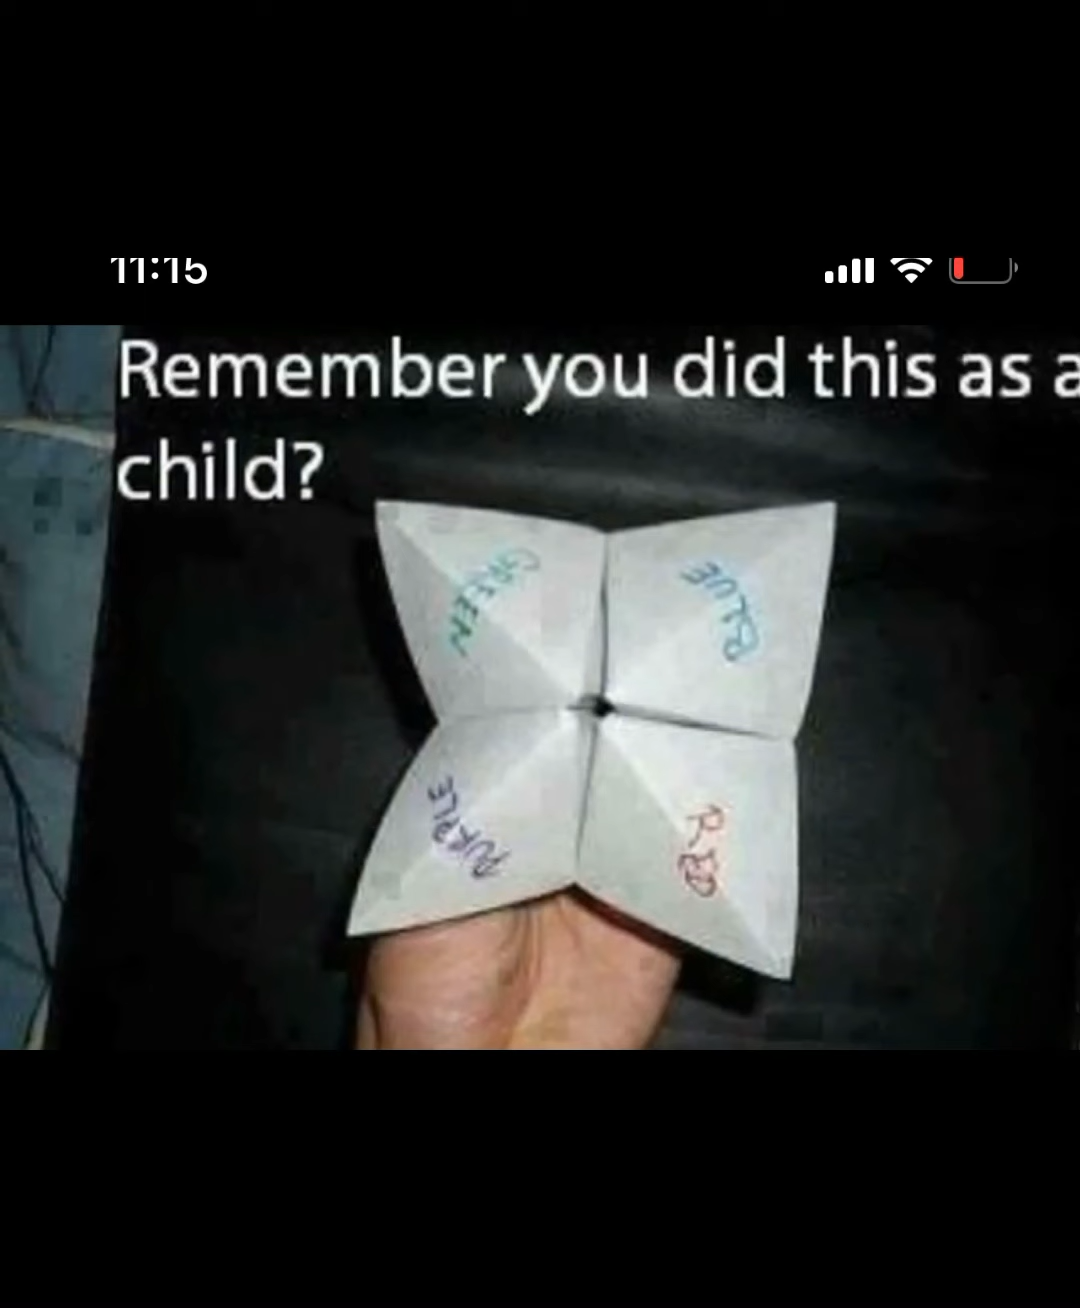 11:15
Remember you did this as a
child?
GREEN
BLUE
PURPLE
RED